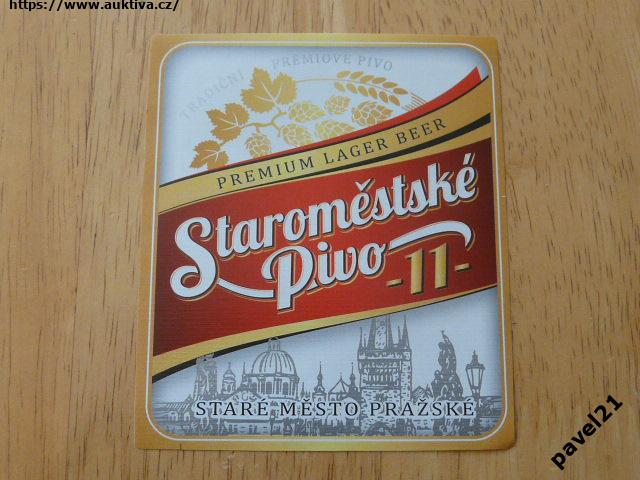 https://www.auktiva.cz/
TRADIČNÍ PRÉMIOVÉ PIVO
PREMIUM LAGER BEER
Staroměstské
Pivo
-11-
STARÉ MĚSTO PRAŽSKÉ
pavel21